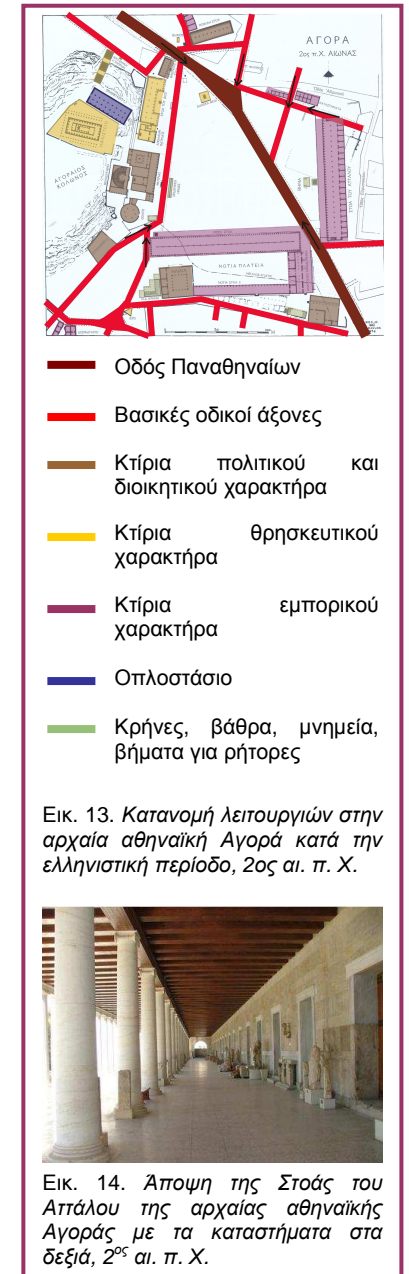 ΑΓΟΡΑ
2ος π.Χ. ΑΙΩΝΑΣ
ΑΓΟΡΑΙΟΣ
ΚΟΛΩΝΟΣ
ΝΟΤΙΑ ΠΛΑΤΕΙΑ
Οδός Παναθηναίων
Βασικές οδικοί άξονες
Κτίρια πολιτικού και
διοικητικού χαρακτήρα
Κτίρια θρησκευτικού
χαρακτήρα
Κτίρια εμπορικού
χαρακτήρα
Οπλοστάσιο
Κρήνες, βάθρα, μνημεία,
βήματα για ρήτορες
Εικ. 13. Κατανομή λειτουργιών στην
αρχαία αθηναϊκή Αγορά κατά την
ελληνιστική περίοδο, 2ος αι. π. Χ.
Εικ. 14. Άποψη της Στοάς του
Αττάλου της αρχαίας αθηναϊκής
Αγοράς με τα καταστήματα στα
δεξιά, 2ος αι. π. Χ.